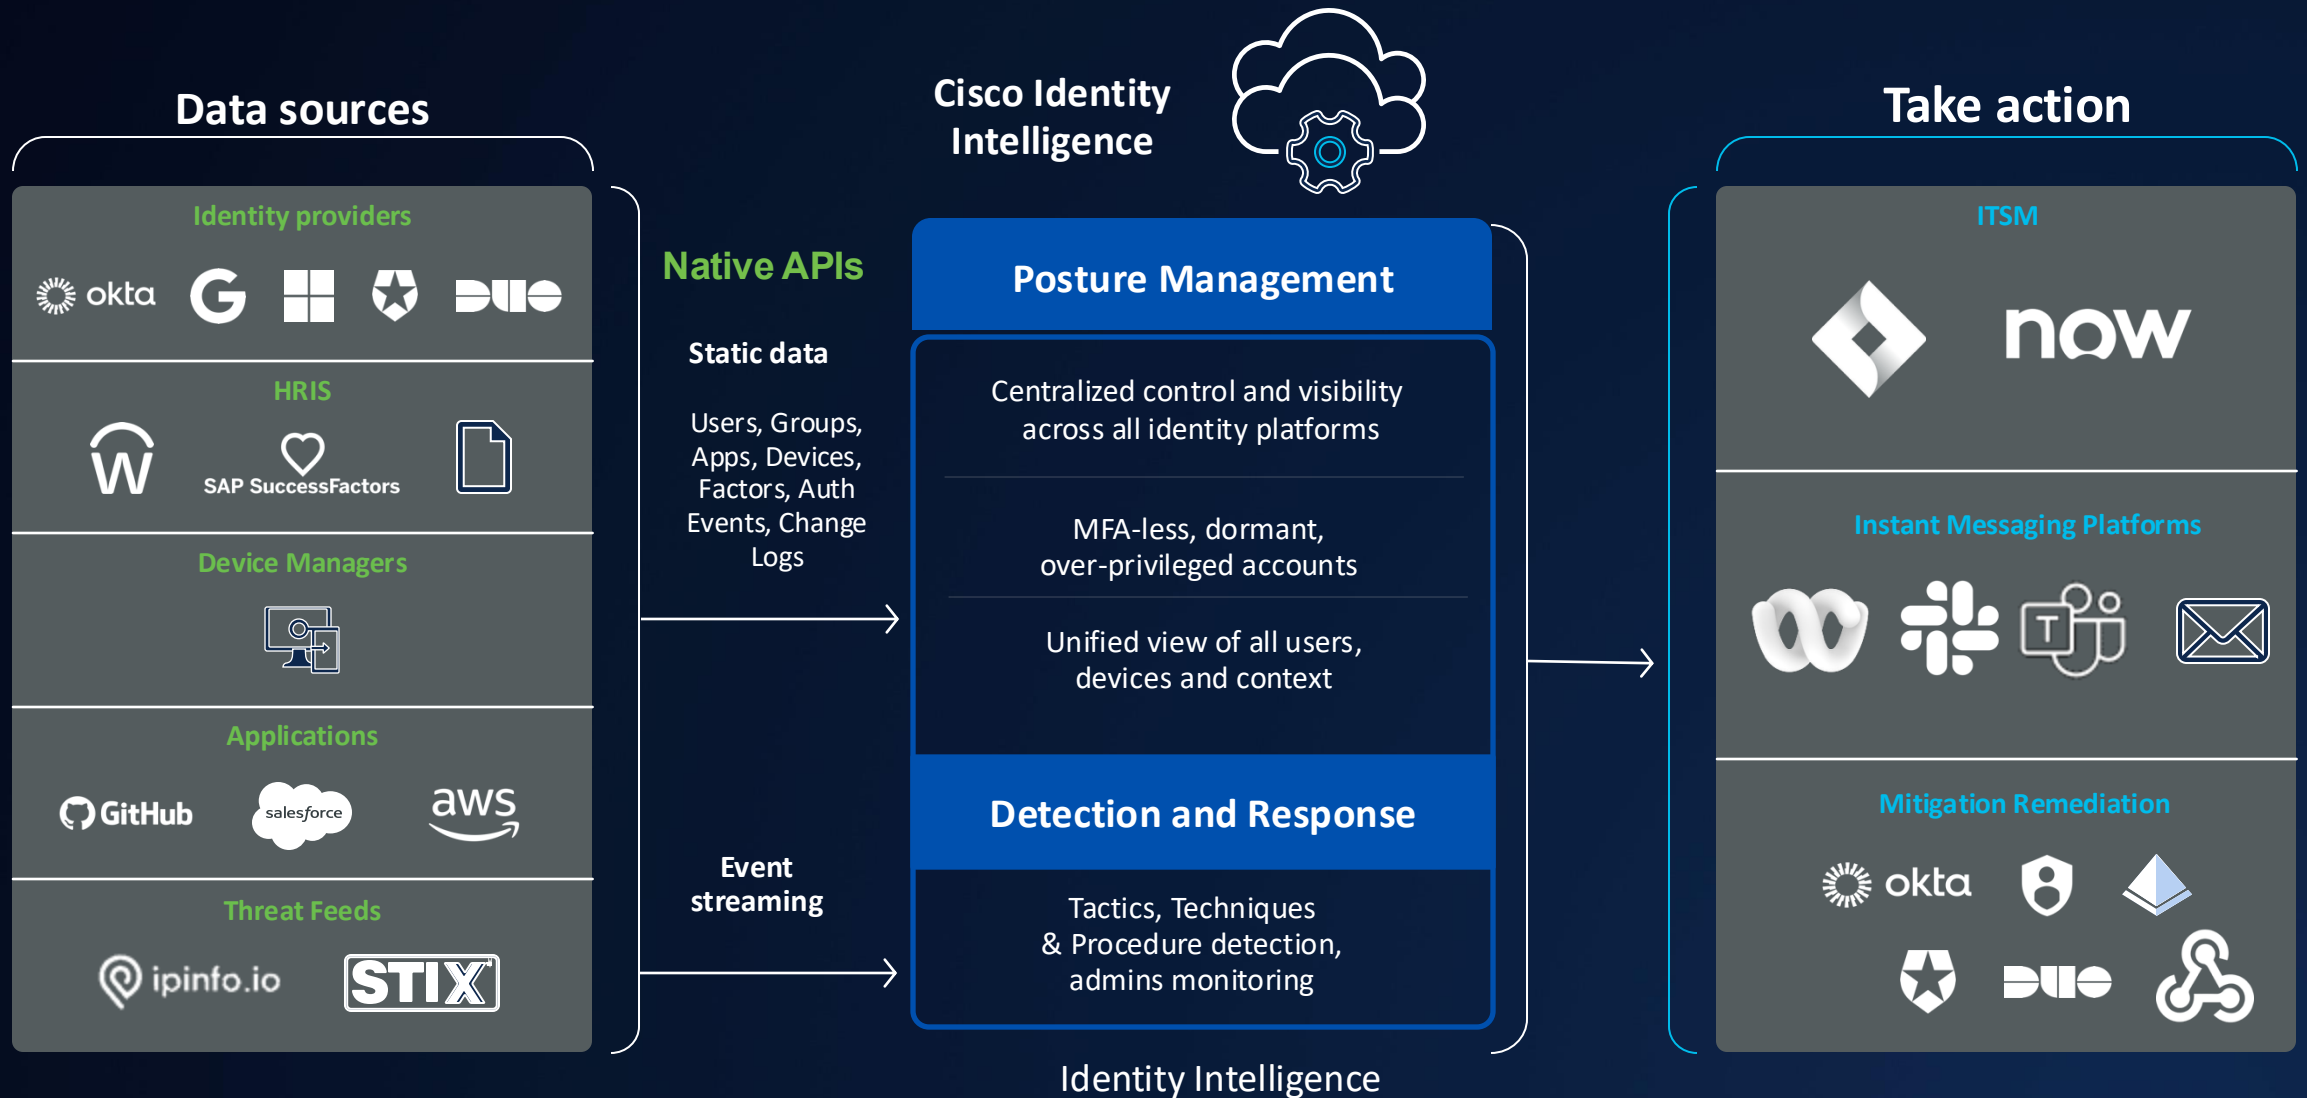 Data sources
Identity providers
okta
G
DUO
HRIS
W
SAP SuccessFactors
Device Managers
Applications
GitHub
salesforce
aws
Threat Feeds
ipinfo.io
STIX
Native APIs
Static data
Users, Groups,
Apps, Devices,
Factors, Auth
Events, Change
Logs
Event
streaming
Cisco Identity
Intelligence
Posture Management
Centralized control and visibility
across all identity platforms
MFA-less, dormant,
over-privileged accounts
Unified view of all users,
devices and context
Detection and Response
Tactics, Techniques
& Procedure detection,
admins monitoring
Identity Intelligence
Take action
ITSM
now
Instant Messaging Platforms
T
Mitigation Remediation
okta
DUO